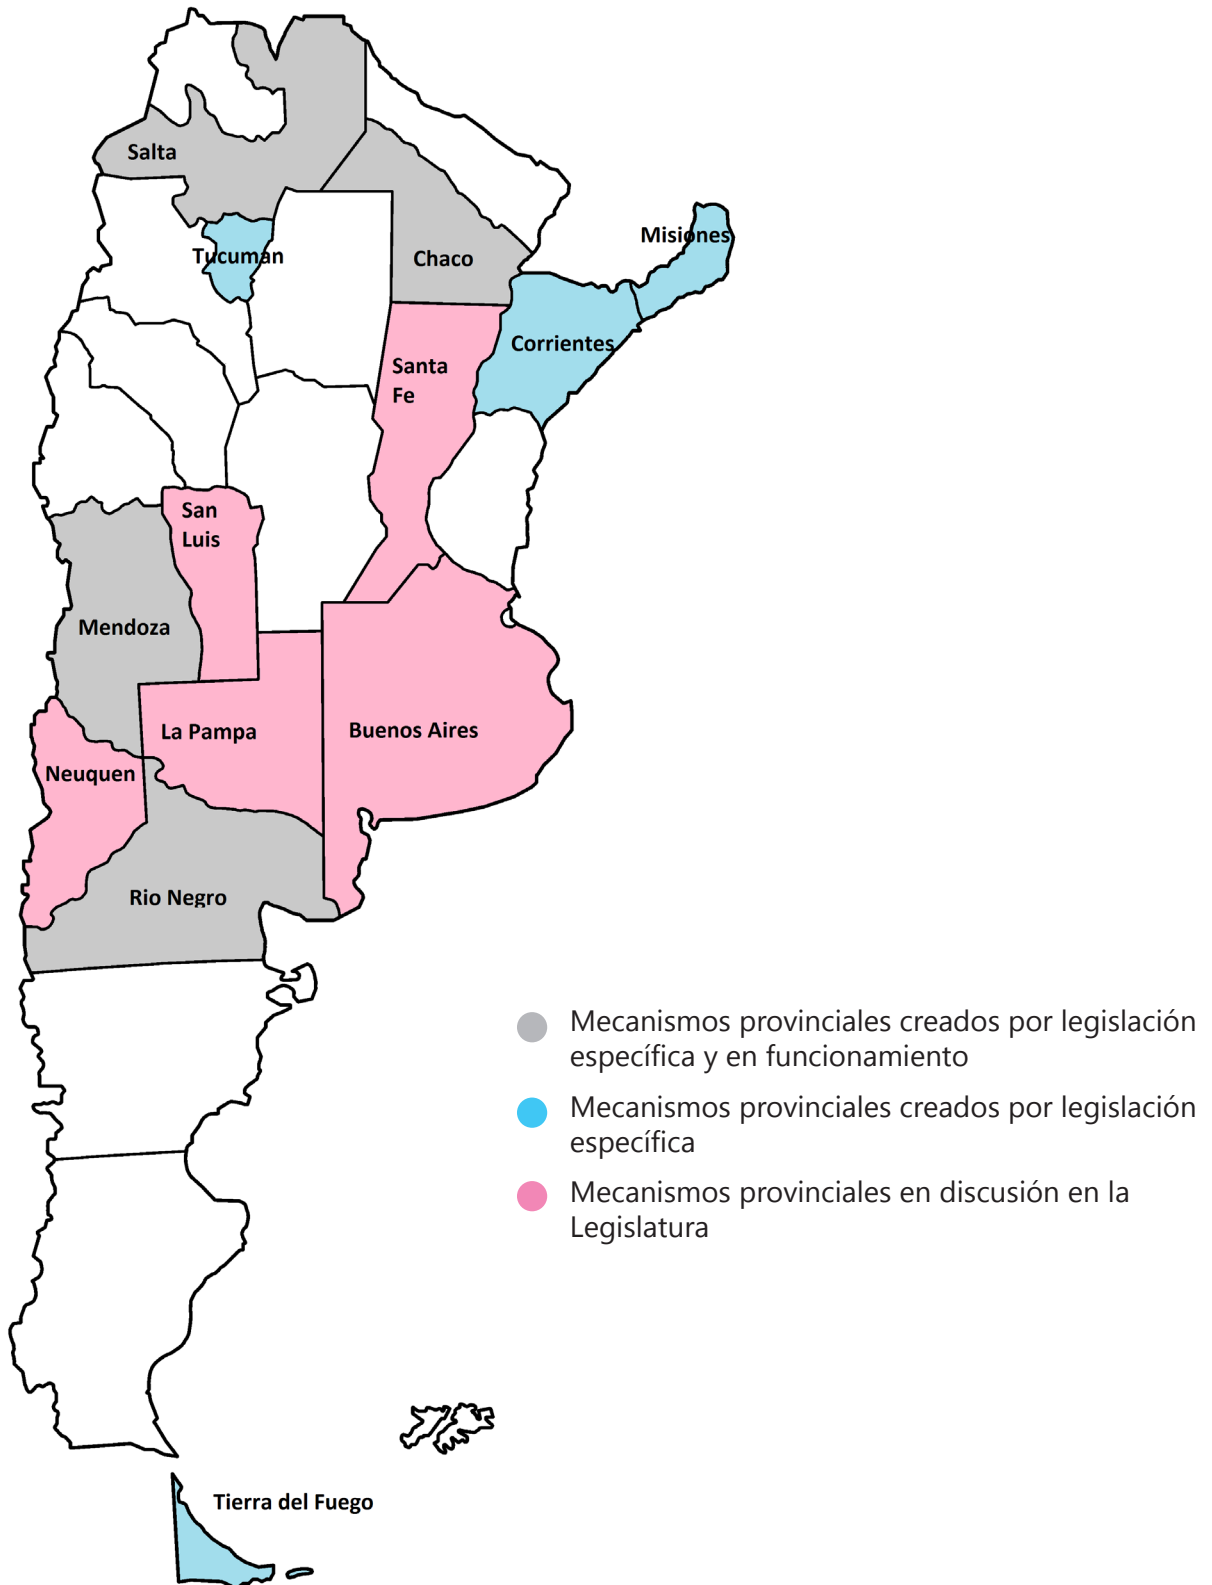 Salta
Tucuman
Chaco
Misiones
Corrientes
Santa
Fe
San
Luis
Mendoza
La Pampa
Buenos Aires
Neuquen
Rio Negro
Mecanismos provinciales creados por legislación
específica y en funcionamiento
Mecanismos provinciales creados por legislación
específica
Mecanismos provinciales en discusión en la
Legislatura
Tierra del Fuego